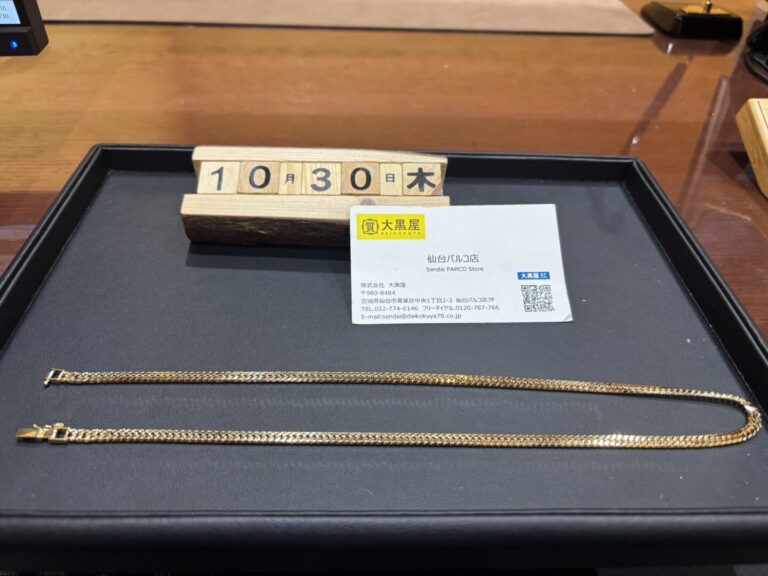 10月30日木
質 大黒屋
DAIKOKUYA
仙台パルコ店
Sendai PARCO Store
大黒屋 EC
株式会社 大黒屋
〒980-8484
宮城県仙台市青葉区中央1丁目2-3 仙台パルコ店7F
TEL.022-774-6146 フリーダイヤル.0120-787-766
E-mail:sendai@daikokuya78.co.jp